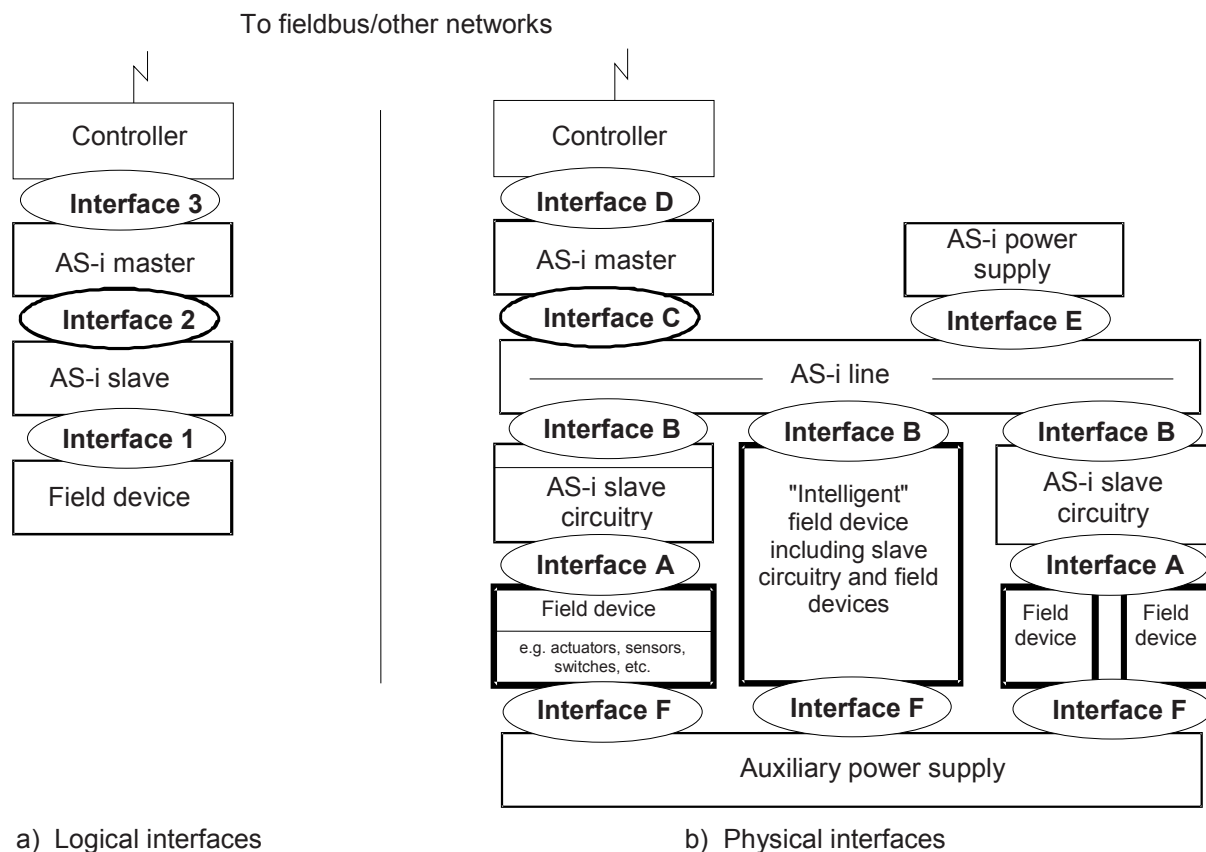 To fieldbus/other networks
Controller
Interface 3
AS-i master
Interface 2
AS-i slave
Interface 1
Field device
Controller
Interface D
AS-i master
Interface C
AS-i power
supply
Interface E
AS-i line
Interface B
AS-i slave
circuitry
Interface A
Field device
e.g. actuators, sensors,
switches, etc.
Interface F
Interface B
"Intelligent"
field device
including slave
circuitry and field
devices
Interface F
Interface B
AS-i slave
circuitry
Interface A
Field
device
Field
device
Interface F
Auxiliary power supply
a) Logical interfaces
b) Physical interfaces